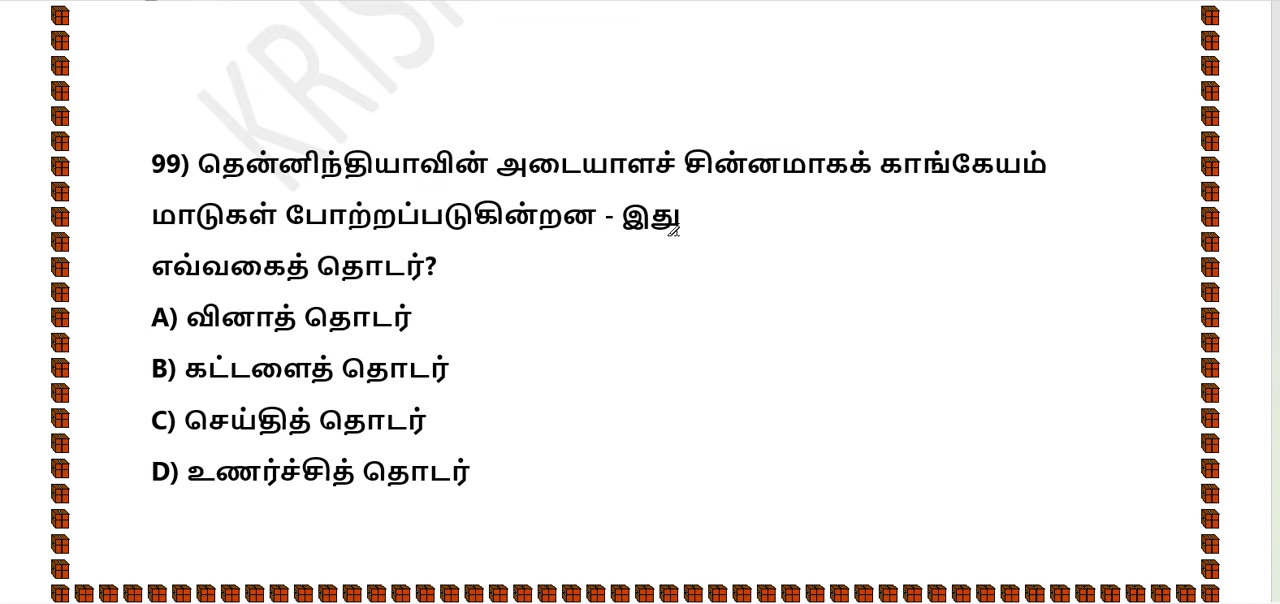 KRIS
99) தென்னிந்தியாவின் அடையாளச் சின்னமாகக் காங்கேயம்
மாடுகள் போற்றப்படுகின்றன - இது
எவ்வகைத் தொடர்?
A) வினாத் தொடர்
B) கட்டளைத் தொடர்
C) செய்தித் தொடர்
D) உணர்ச்சித் தொடர்